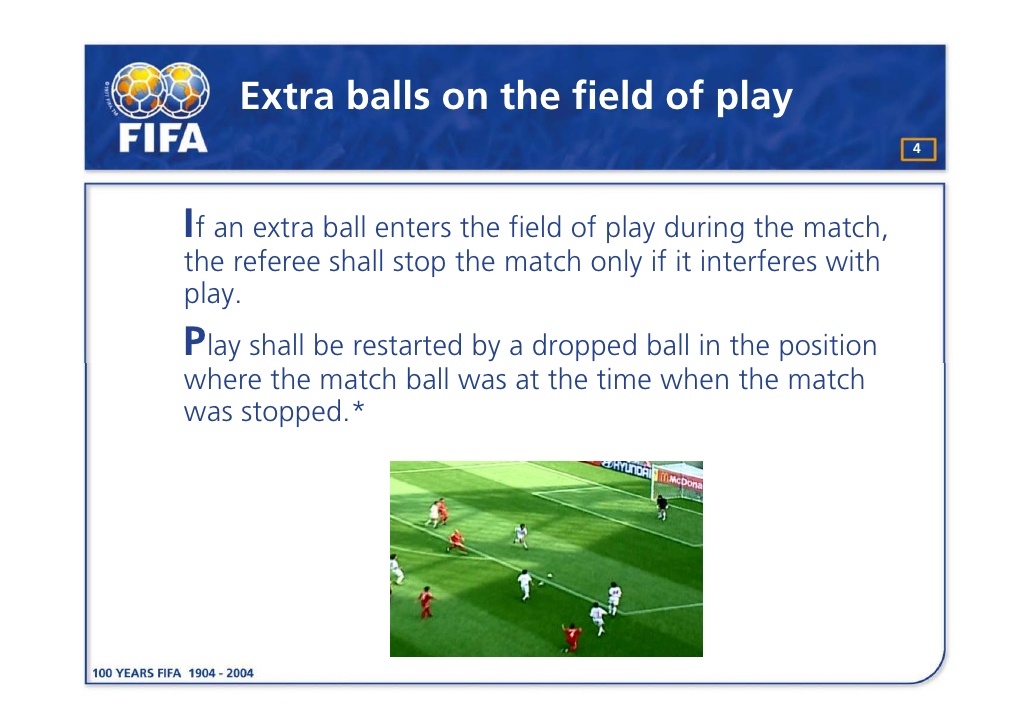 FIFA
Extra balls on the field of play
4
If an extra ball enters the field of play during the match,
the referee shall stop the match only if it interferes with
play.
Play shall be restarted by a dropped ball in the position
where the match ball was at the time when the match
was stopped.*
HYUNDAI
McDona
100 YEARS FIFA 1904 - 2004